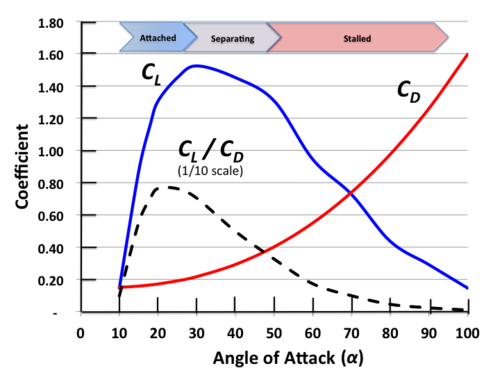 1.80
Attached
Separating
Stalled
1.60
C_L
C_D
1.40
1.20
1.00
C_L / C_D
(1/10 scale)
0.80
0.60
0.40
0.20
-
Coefficient
0 10 20 30 40 50 60 70 80 90 100
Angle of Attack (α)